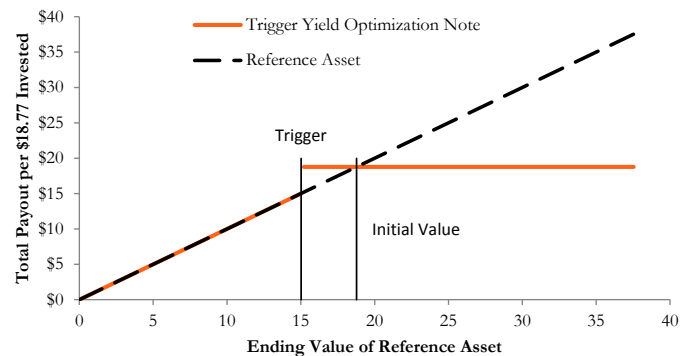 Trigger Yield Optimization Note
Reference Asset
Total Payout per $18.77 Invested
$40
$35
$30
$25
$20
$15
$10
$5
$0
Trigger
Initial Value
0 5 10 15 20 25 30 35 40
Ending Value of Reference Asset